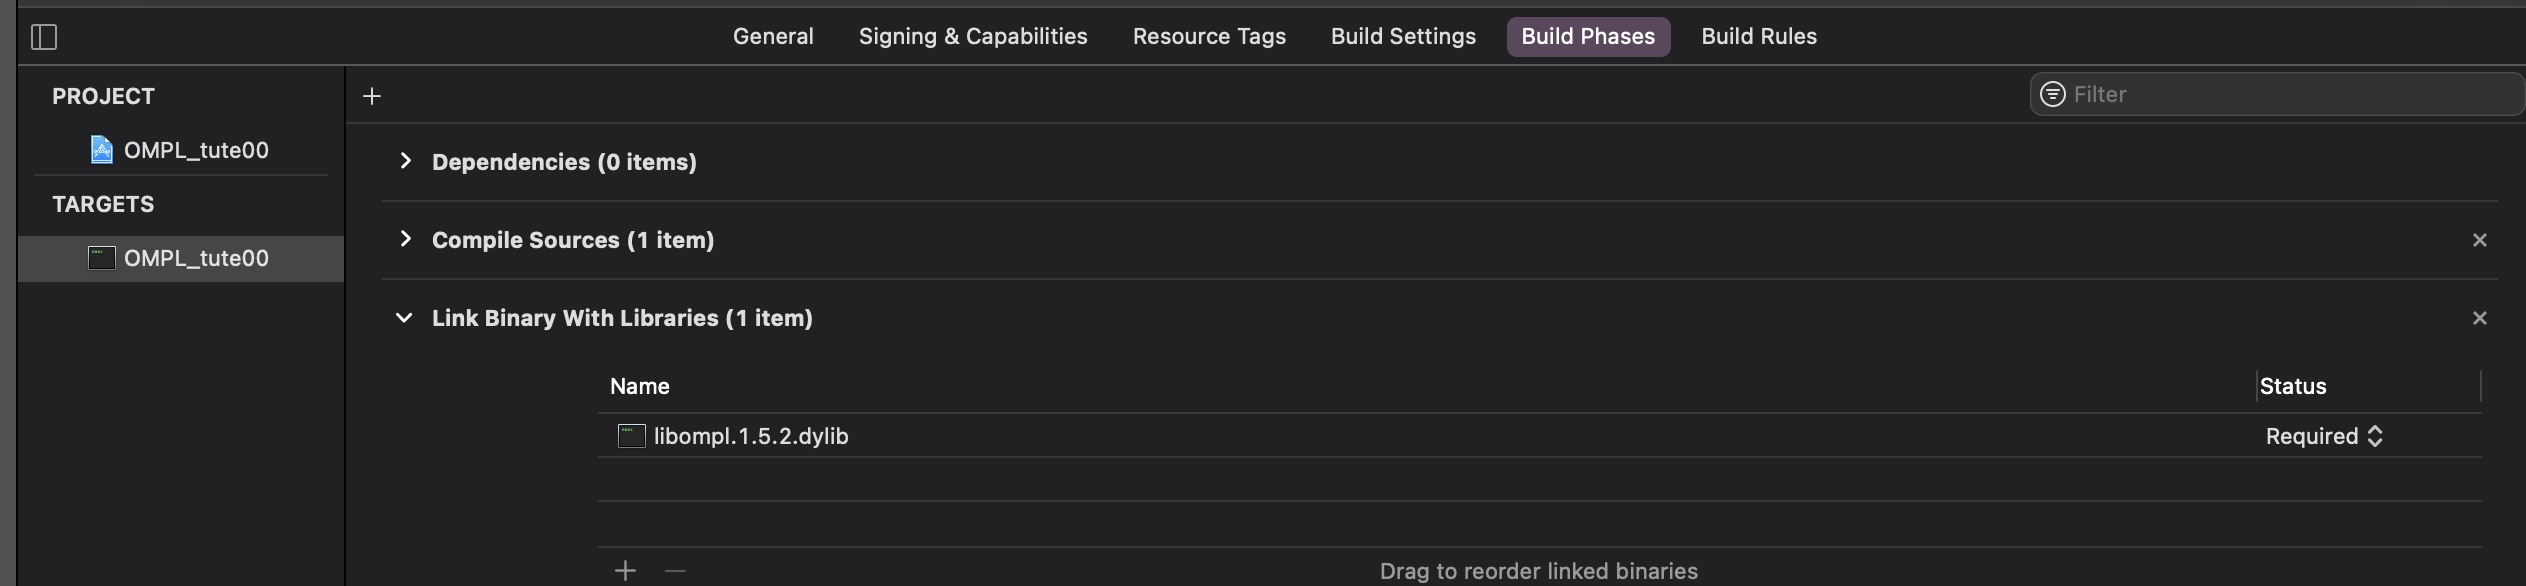 General Signing & Capabilities Resource Tags Build Settings Build Phases Build Rules
PROJECT
OMPL_tute00
TARGETS
OMPL_tute00
Filter
Dependencies (0 items)
Compile Sources (1 item)
Link Binary With Libraries (1 item)
Name Status
libompl.1.5.2.dylib Required
Drag to reorder linked binaries